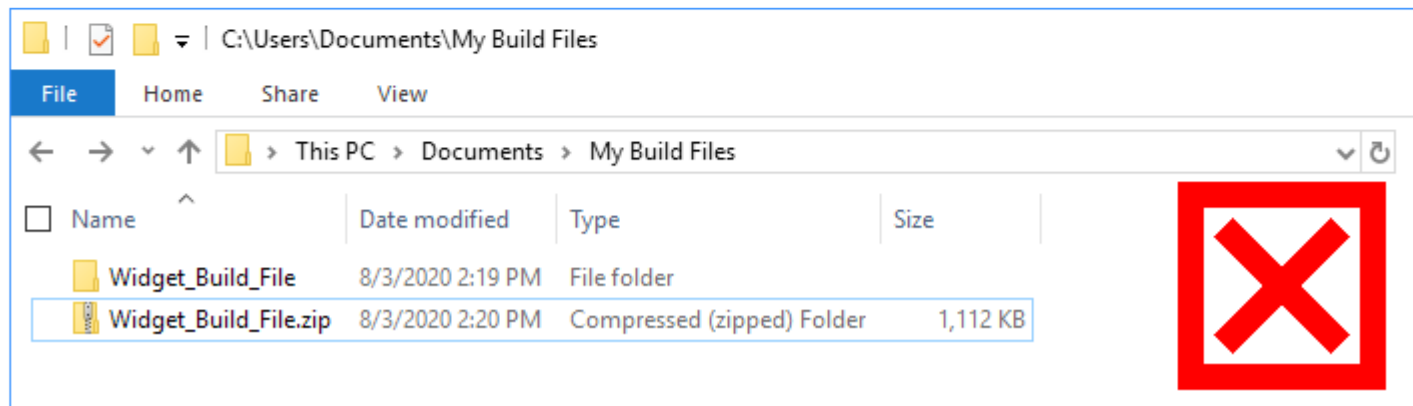 C:\Users\Documents\My Build Files
File Home Share View
This PC > Documents > My Build Files
Name Date modified Type Size
Widget_Build_File 8/3/2020 2:19 PM File folder
Widget_Build_File.zip 8/3/2020 2:20 PM Compressed (zipped) Folder 1,112 KB